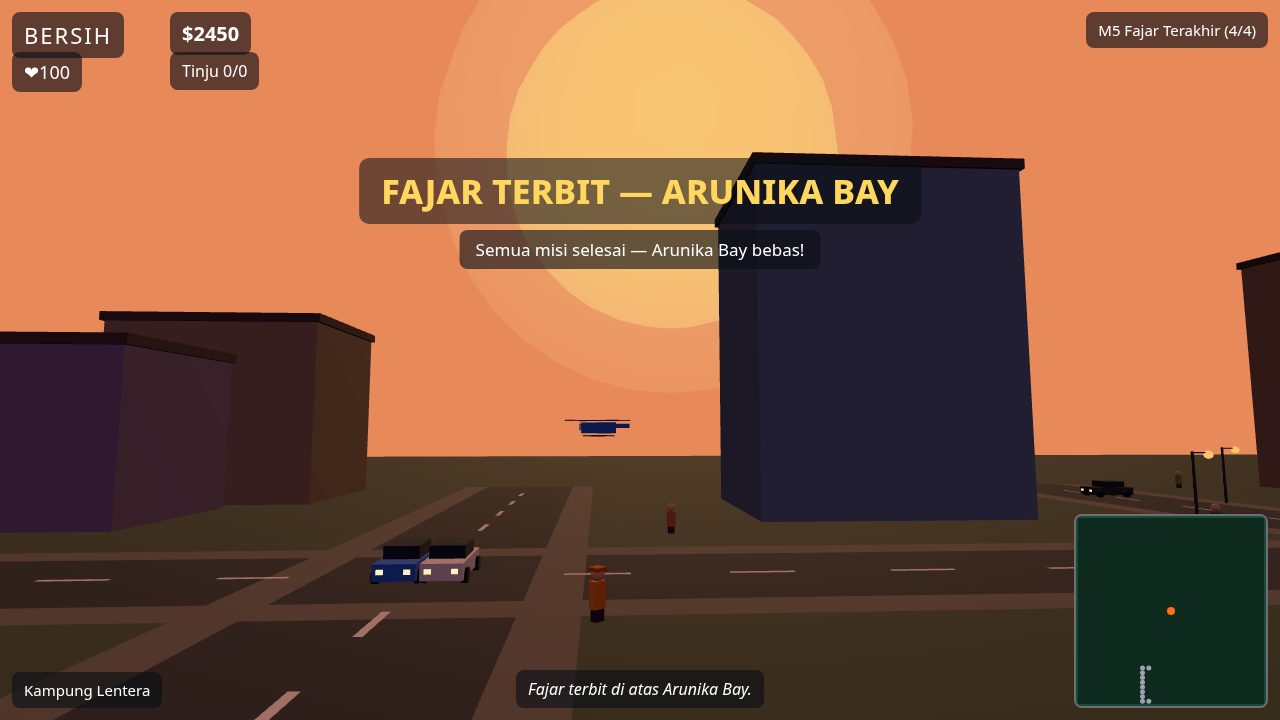 BERSIH
$2450
M5 Fajar Terakhir (4/4)
❤100
Tinju 0/0
FAJAR TERBIT — ARUNIKA BAY
Semua misi selesai — Arunika Bay bebas!
Kampung Lentera
Fajar terbit di atas Arunika Bay.